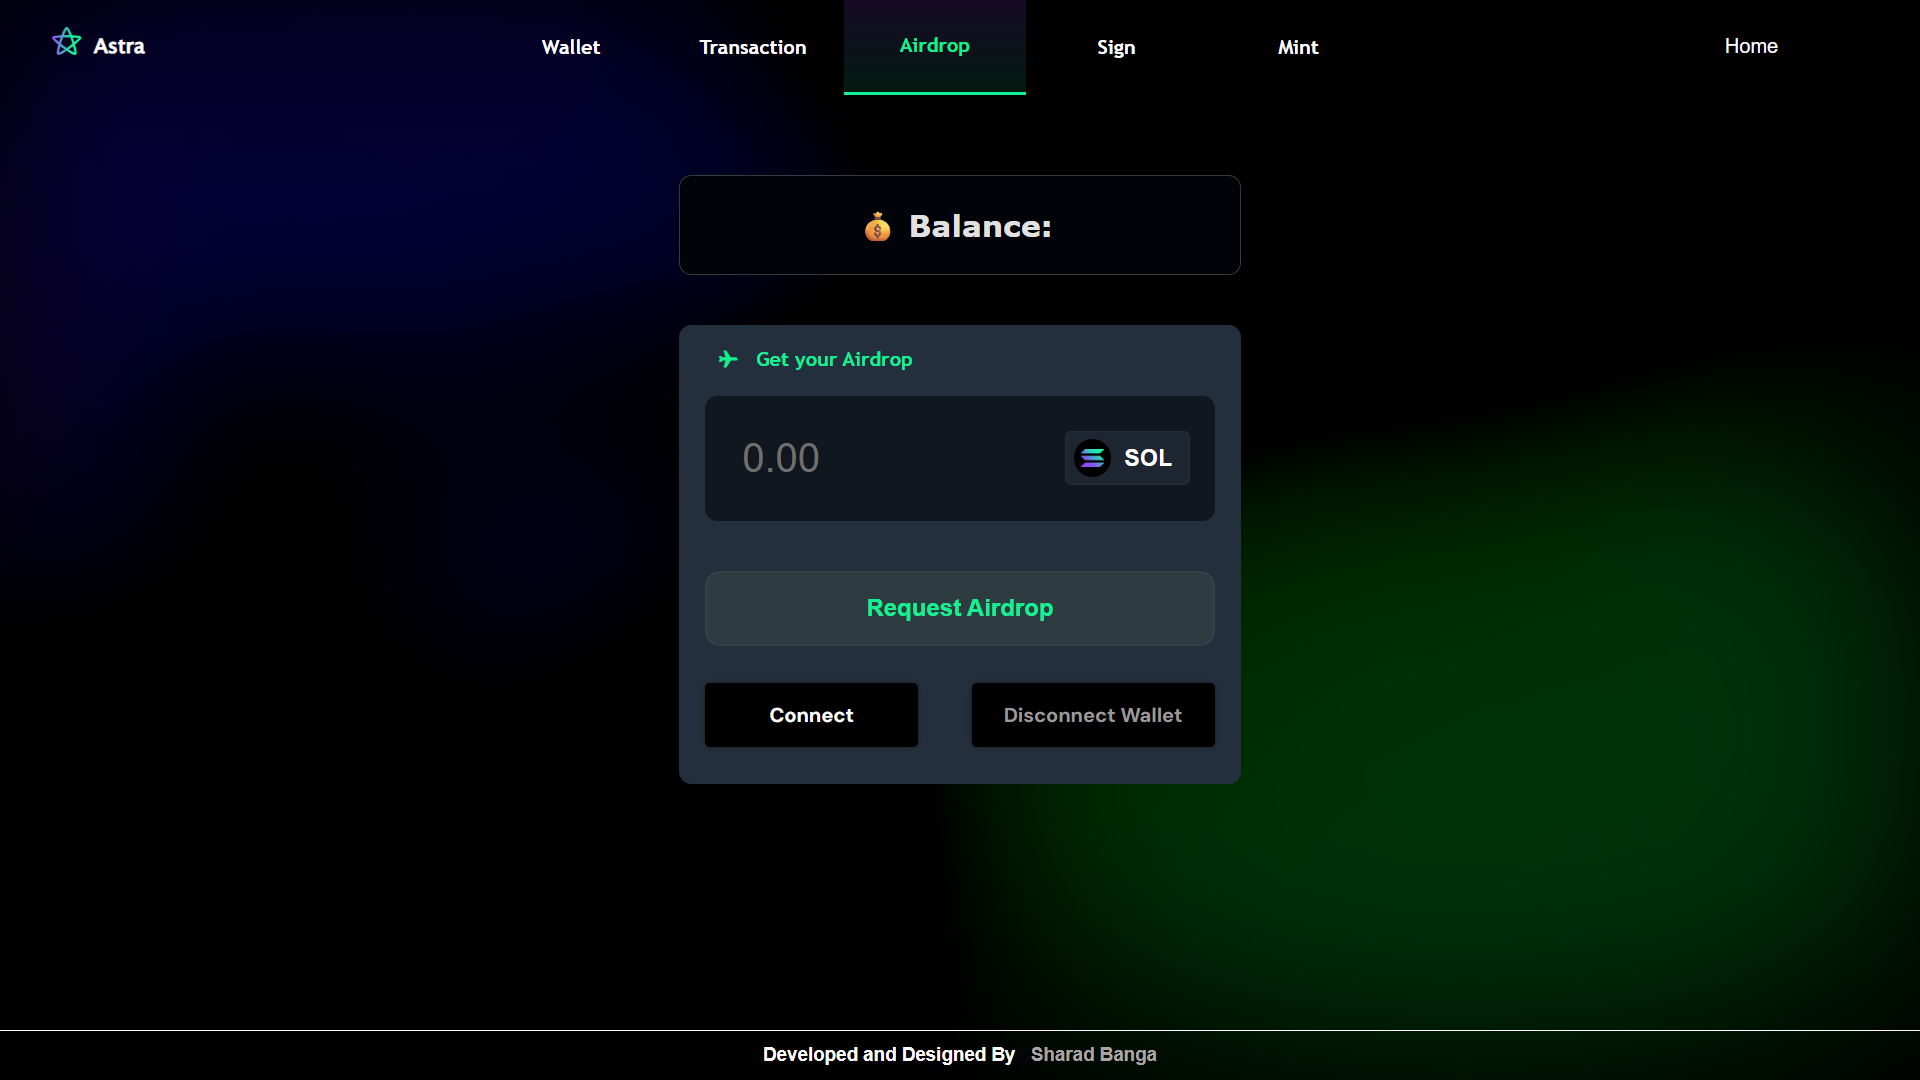 Astra
Wallet
Transaction
Airdrop
Sign
Mint
Home
💰 Balance:
Get your Airdrop
0.00
SOL
Request Airdrop
Connect
Disconnect Wallet
Developed and Designed By Sharad Banga